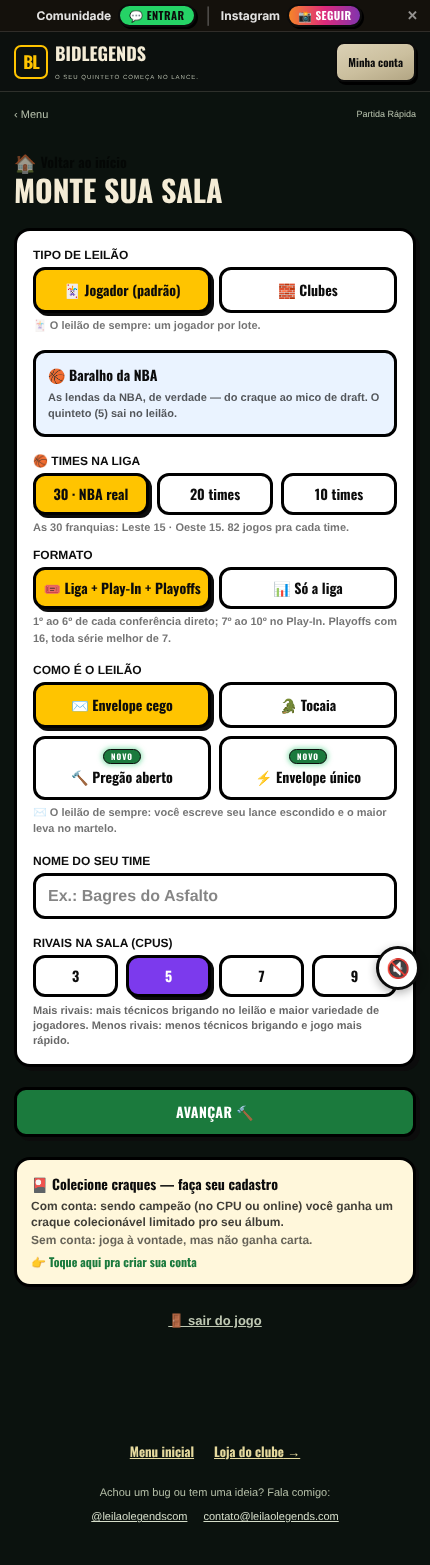 Comunidade 💬 ENTRAR | Instagram 📸 SEGUIR ✕
BL BIDLEGENDS
O SEU QUINTETO COMEÇA NO LANCE.
Minha conta
‹ Menu
Partida Rápida
🏠 Voltar ao início
MONTE SUA SALA
TIPO DE LEILÃO
🃏 Jogador (padrão)
🧱 Clubes
🃏 O leilão de sempre: um jogador por lote.
🏀 Baralho da NBA
As lendas da NBA, de verdade — do craque ao mico de draft. O
quinteto (5) sai no leilão.
🏀 TIMES NA LIGA
30 · NBA real
20 times
10 times
As 30 franquias: Leste 15 · Oeste 15. 82 jogos pra cada time.
FORMATO
🎟️ Liga + Play-In + Playoffs
📊 Só a liga
1º ao 6º de cada conferência direto; 7º ao 10º no Play-In. Playoffs com
16, toda série melhor de 7.
COMO É O LEILÃO
✉️ Envelope cego
🐊 Tocaia
NOVO
🔨 Pregão aberto
NOVO
⚡ Envelope único
✉️ O leilão de sempre: você escreve seu lance escondido e o maior
leva no martelo.
NOME DO SEU TIME
Ex.: Bagres do Asfalto
RIVAIS NA SALA (CPUS)
3
5
7
9
Mais rivais: mais técnicos brigando no leilão e maior variedade de
jogadores. Menos rivais: menos técnicos brigando e jogo mais
rápido.
AVANÇAR 🔨
🎴 Colecione craques — faça seu cadastro
Com conta: sendo campeão (no CPU ou online) você ganha um
craque colecionável limitado pro seu álbum.
Sem conta: joga à vontade, mas não ganha carta.
👉 Toque aqui pra criar sua conta
🚪 sair do jogo
Menu inicial
Loja do clube →
Achou um bug ou tem uma ideia? Fala comigo:
@leilaolegendscom
contato@leilaolegends.com